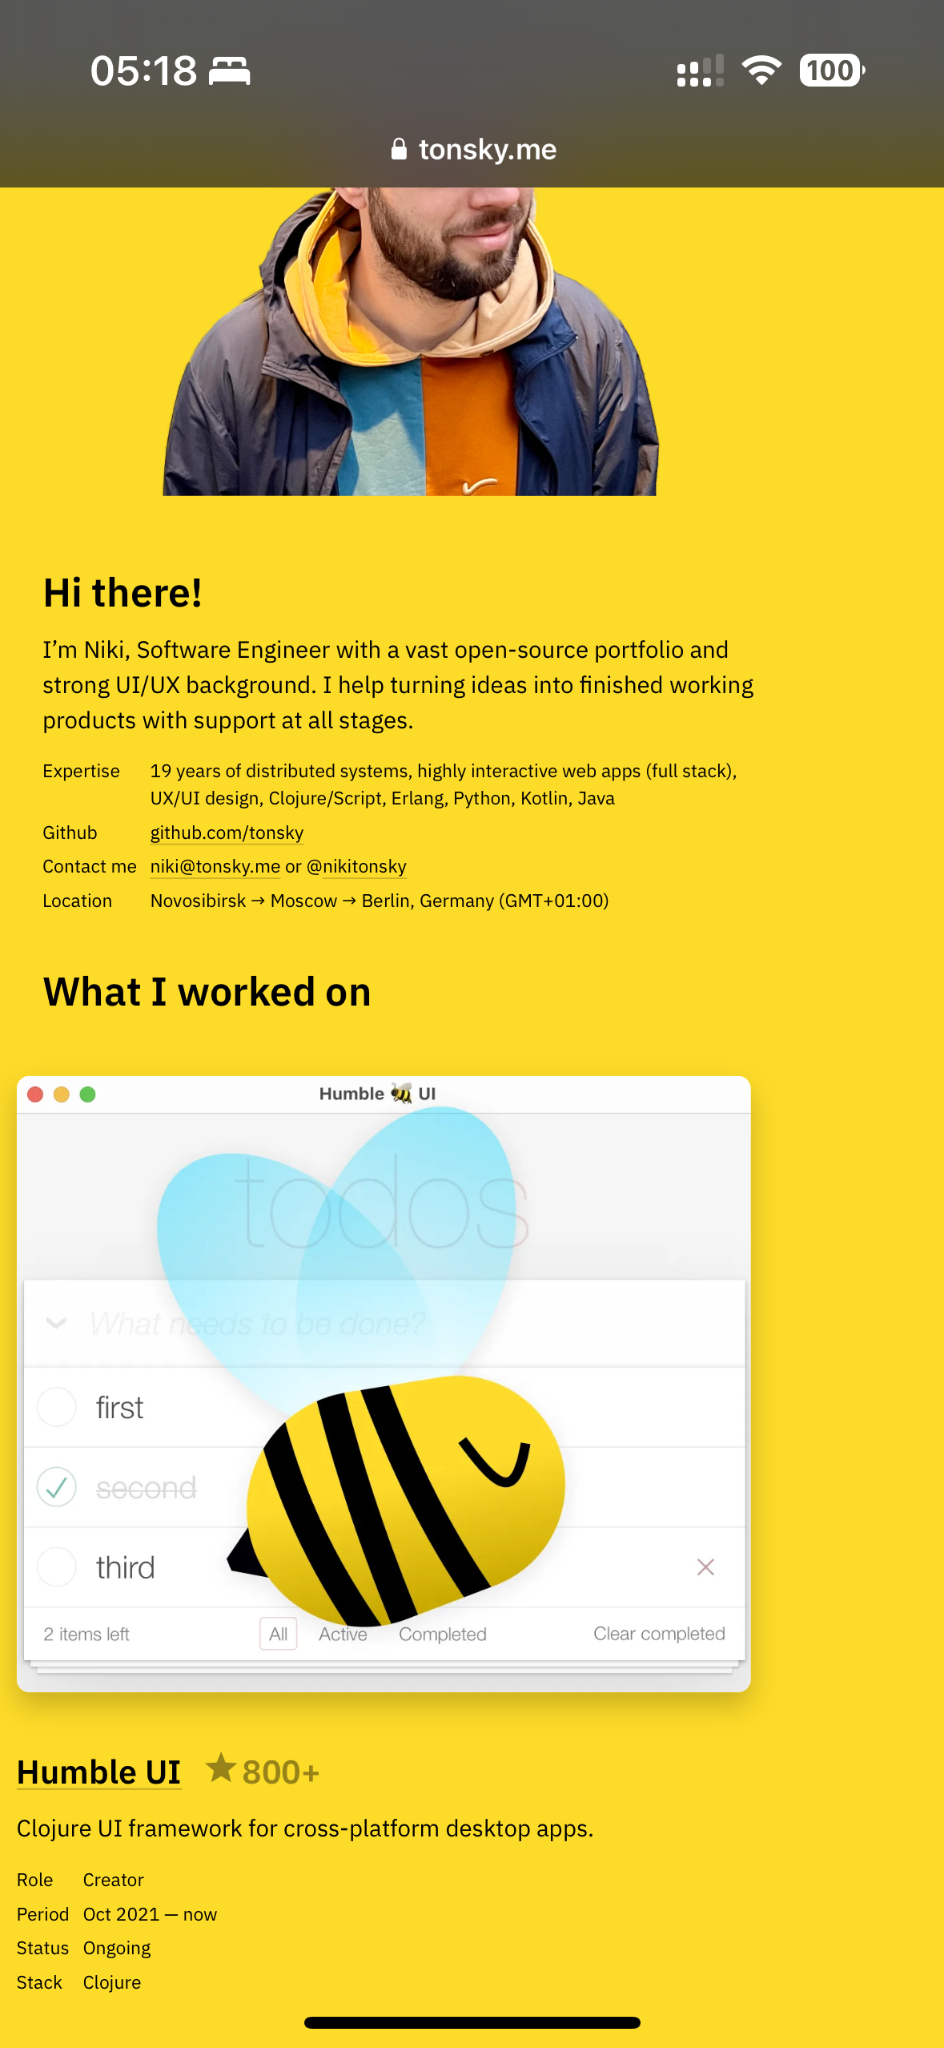 05:18
100
tonsky.me
Hi there!
I’m Niki, Software Engineer with a vast open-source portfolio and
strong UI/UX background. I help turning ideas into finished working
products with support at all stages.
Expertise 19 years of distributed systems, highly interactive web apps (full stack),
UX/UI design, Clojure/Script, Erlang, Python, Kotlin, Java
Github github.com/tonsky
Contact me niki@tonsky.me or @nikitonsky
Location Novosibirsk → Moscow → Berlin, Germany (GMT+01:00)
What I worked on
Humble 🐝 UI
todos
What needs to be done?
first
second
third
2 items left All Active Completed Clear completed
Humble UI ★ 800+
Clojure UI framework for cross-platform desktop apps.
Role Creator
Period Oct 2021 — now
Status Ongoing
Stack Clojure